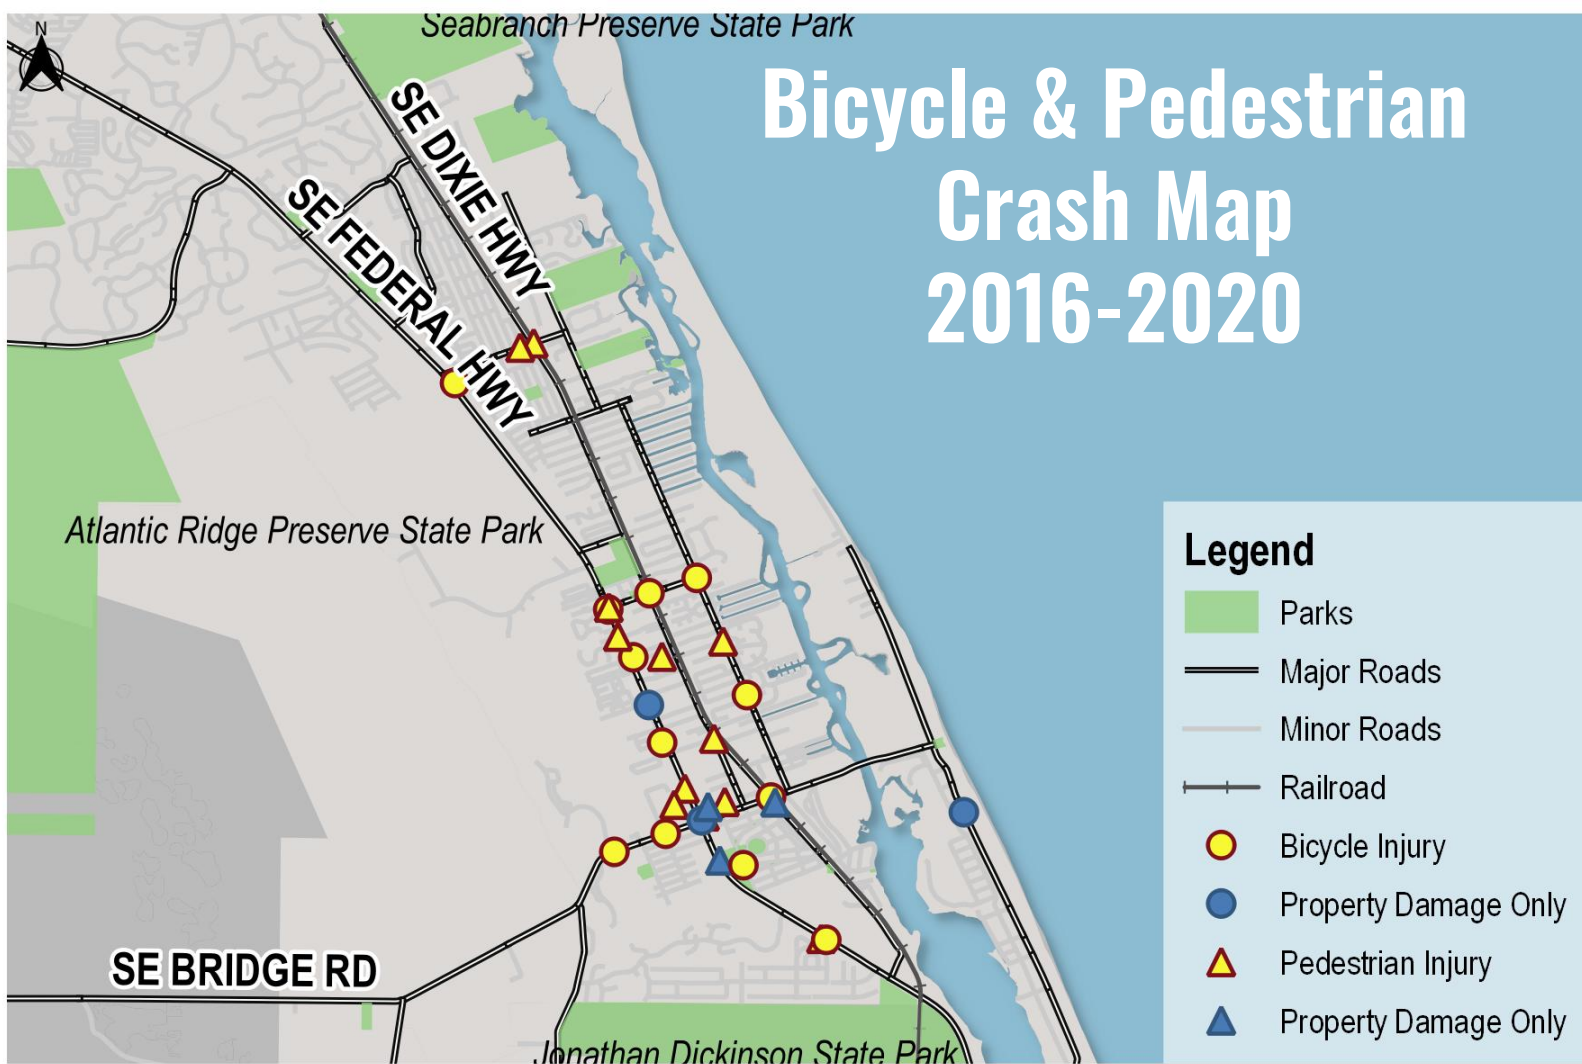 Seabranch Preserve State Park
N
Bicycle & Pedestrian
Crash Map
2016-2020
SE DIXIE HWY
SE FEDERAL HWY
Atlantic Ridge Preserve State Park
Legend
Parks
Major Roads
Minor Roads
Railroad
Bicycle Injury
Property Damage Only
Pedestrian Injury
Property Damage Only
SE BRIDGE RD
Jonathan Dickinson State Park